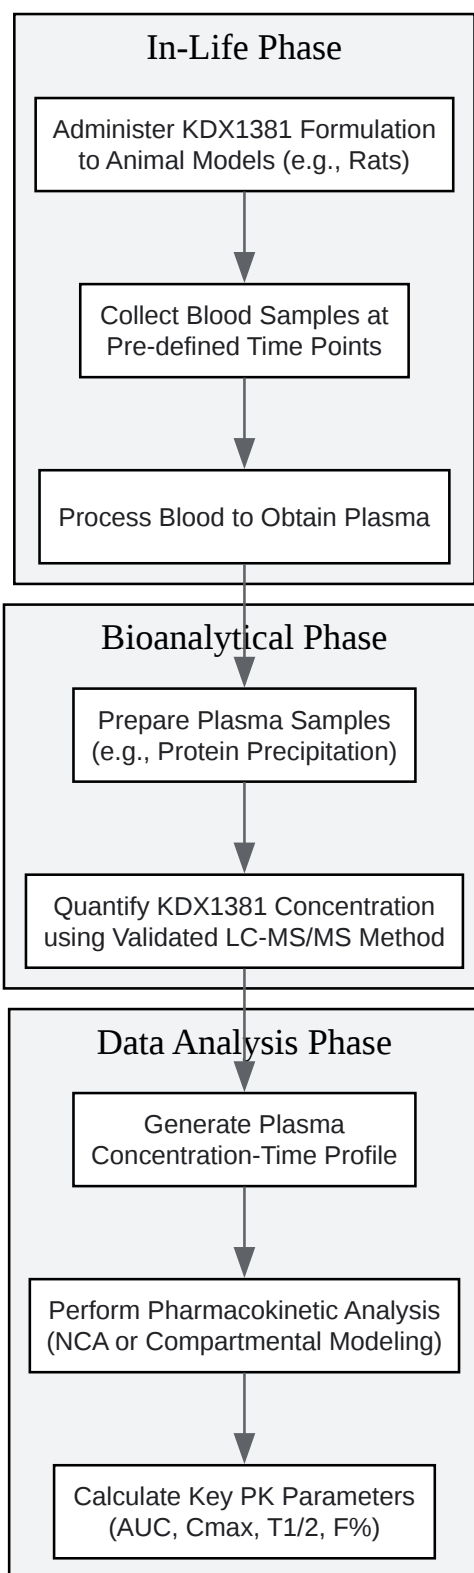 In-Life Phase
Administer KDX1381 Formulation
to Animal Models (e.g., Rats)
Collect Blood Samples at
Pre-defined Time Points
Process Blood to Obtain Plasma
Bioanalytical Phase
Prepare Plasma Samples
(e.g., Protein Precipitation)
Quantify KDX1381 Concentration
using Validated LC-MS/MS Method
Data Analysis Phase
Generate Plasma
Concentration-Time Profile
Perform Pharmacokinetic Analysis
(NCA or Compartmental Modeling)
Calculate Key PK Parameters
(AUC, Cmax, T1/2, F%)